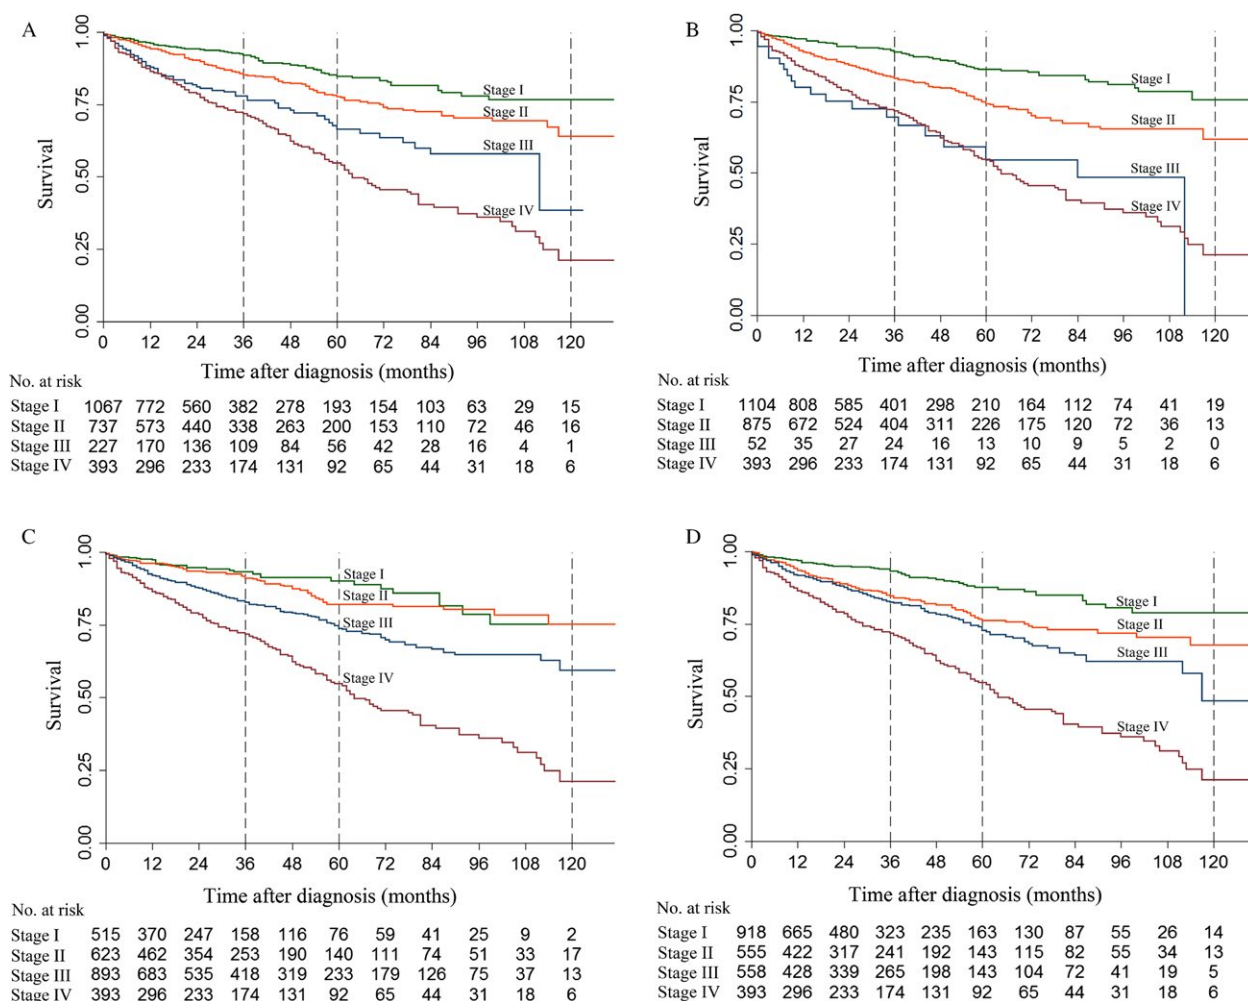 A
1.00
0.75
0.50
0.25
0.00
Survival
Stage I
Stage II
Stage III
Stage IV
0 12 24 36 48 60 72 84 96 108 120
Time after diagnosis (months)
No. at risk
Stage I 1067 772 560 382 278 193 154 103 63 29 15
Stage II 737 573 440 338 263 200 153 110 72 46 16
Stage III 227 170 136 109 84 56 42 28 16 4 1
Stage IV 393 296 233 174 131 92 65 44 31 18 6
B
1.00
0.75
0.50
0.25
0.00
Survival
Stage I
Stage II
Stage III
Stage IV
0 12 24 36 48 60 72 84 96 108 120
Time after diagnosis (months)
No. at risk
Stage I 1104 808 585 401 298 210 164 112 74 41 19
Stage II 875 672 524 404 311 226 175 120 72 36 13
Stage III 52 35 27 24 16 13 10 9 5 2 0
Stage IV 393 296 233 174 131 92 65 44 31 18 6
C
1.00
0.75
0.50
0.25
0.00
Survival
Stage I
Stage II
Stage III
Stage IV
0 12 24 36 48 60 72 84 96 108 120
Time after diagnosis (months)
No. at risk
Stage I 515 370 247 158 116 76 59 41 25 9 2
Stage II 623 462 354 253 190 140 111 74 51 33 17
Stage III 893 683 535 418 319 233 179 126 75 37 13
Stage IV 393 296 233 174 131 92 65 44 31 18 6
D
1.00
0.75
0.50
0.25
0.00
Survival
Stage I
Stage II
Stage III
Stage IV
0 12 24 36 48 60 72 84 96 108 120
Time after diagnosis (months)
No. at risk
Stage I 918 665 480 323 235 163 130 87 55 26 14
Stage II 555 422 317 241 192 143 115 82 55 34 13
Stage III 558 428 339 265 198 143 104 72 41 19 5
Stage IV 393 296 233 174 131 92 65 44 31 18 6